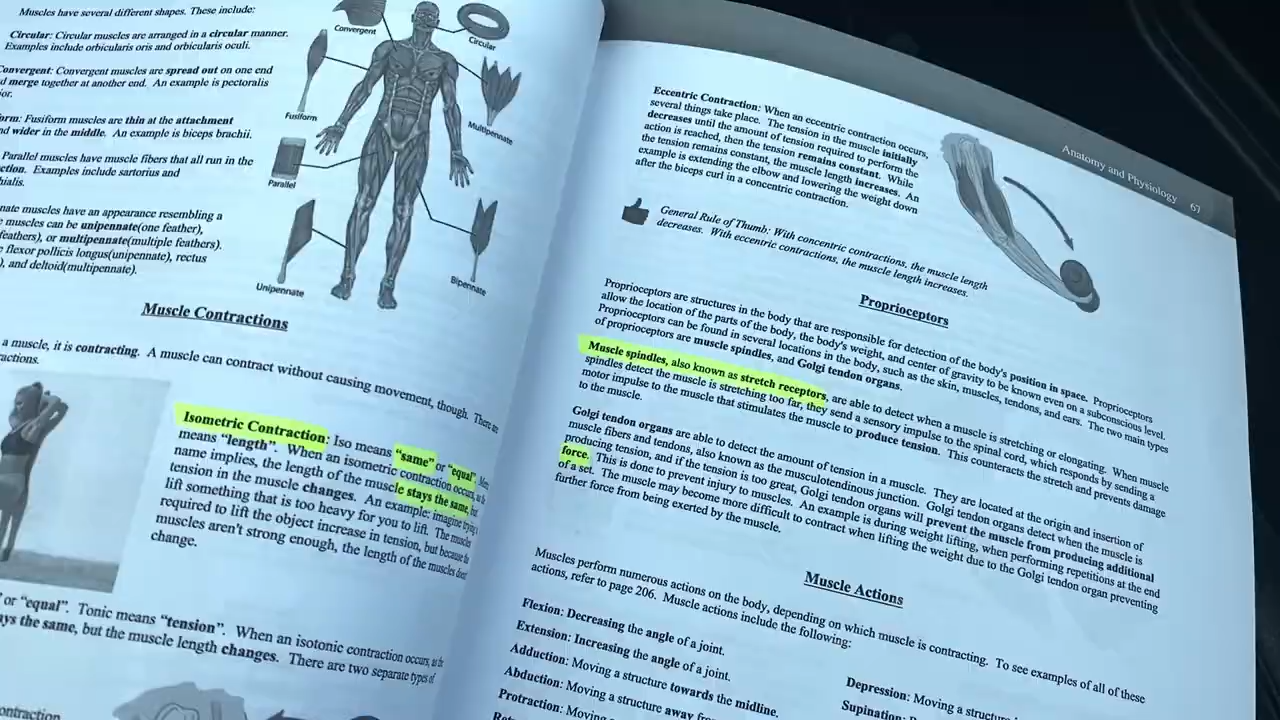 Muscles have several different shapes. These include:
Circular: Circular muscles are arranged in a circular manner.
Examples include orbicularis oris and orbicularis oculi.
Convergent: Convergent muscles are spread out on one end
merge together at another end. An example is pectoralis
Fusiform muscles are thin at the attachment
wider in the middle. An example is biceps brachii.
Parallel muscles have muscle fibers that all run in the
Examples include sartorius and
muscles have an appearance resembling a
muscles can be unipennate(one feather),
feathers), or multipennate(multiple feathers).
flexor pollicis longus(unipennate), rectus
and deltoid(multipennate).
Convergent
Circular
Fusiform
Multipennate
Parallel
Unipennate
Bipennate
Muscle Contractions
a muscle, it is contracting. A muscle can contract without causing movement, though. There are
Isometric Contraction: Iso means “same” or “equal”.
means “length”. When an isometric contraction occurs, as the
name implies, the length of the muscle stays the same, but
tension in the muscle changes. An example: imagine trying
lift something that is too heavy for you to lift. The muscles
required to lift the object increase in tension, but because the
muscles aren't strong enough, the length of the muscles
change.
or “equal”. Tonic means “tension”. When an isotonic contraction occurs, as the
the same, but the muscle length changes. There are two separate types of
Anatomy and Physiology 67
Eccentric Contraction: When an eccentric contraction occurs,
several things take place. The tension in the muscle initially
decreases until the amount of tension required to perform the
action is reached, then the tension remains constant. While
the tension remains constant, the muscle length increases. An
example is extending the elbow and lowering the weight down
after the biceps curl in a concentric contraction.
General Rule of Thumb: With concentric contractions, the muscle length
decreases. With eccentric contractions, the muscle length increases.
Proprioceptors
Proprioceptors are structures in the body that are responsible for detection of the body's position in space. Proprioceptors
allow the location of the parts of the body, the body's weight, and center of gravity to be known even on a subconscious level.
Proprioceptors can be found in several locations in the body, such as the skin, muscles, tendons, and ears. The two main types
of proprioceptors are muscle spindles, and Golgi tendon organs.
Muscle spindles, also known as stretch receptors, are able to detect when a muscle is stretching or elongating. When muscle
spindles detect the muscle is stretching too far, they send a sensory impulse to the spinal cord, which responds by sending a
motor impulse to the muscle that stimulates the muscle to produce tension. This counteracts the stretch and prevents damage
to the muscle.
Golgi tendon organs are able to detect the amount of tension in a muscle. They are located at the origin and insertion of
muscle fibers and tendons, also known as the musculotendinous junction. Golgi tendon organs detect when the muscle is
producing tension, and if the tension is too great, Golgi tendon organs will prevent the muscle from producing additional
force. This is done to prevent injury to muscles. An example is during weight lifting, when performing repetitions at the end
of a set. The muscle may become more difficult to contract when lifting the weight due to the Golgi tendon organ preventing
further force from being exerted by the muscle.
Muscle Actions
Muscles perform numerous actions on the body, depending on which muscle is contracting. To see examples of all of these
actions, refer to page 206. Muscle actions include the following:
Flexion: Decreasing the angle of a joint.
Extension: Increasing the angle of a joint.
Adduction: Moving a structure towards the midline.
Abduction: Moving a structure away
Protraction: Moving
Depression: Moving a
Supination: